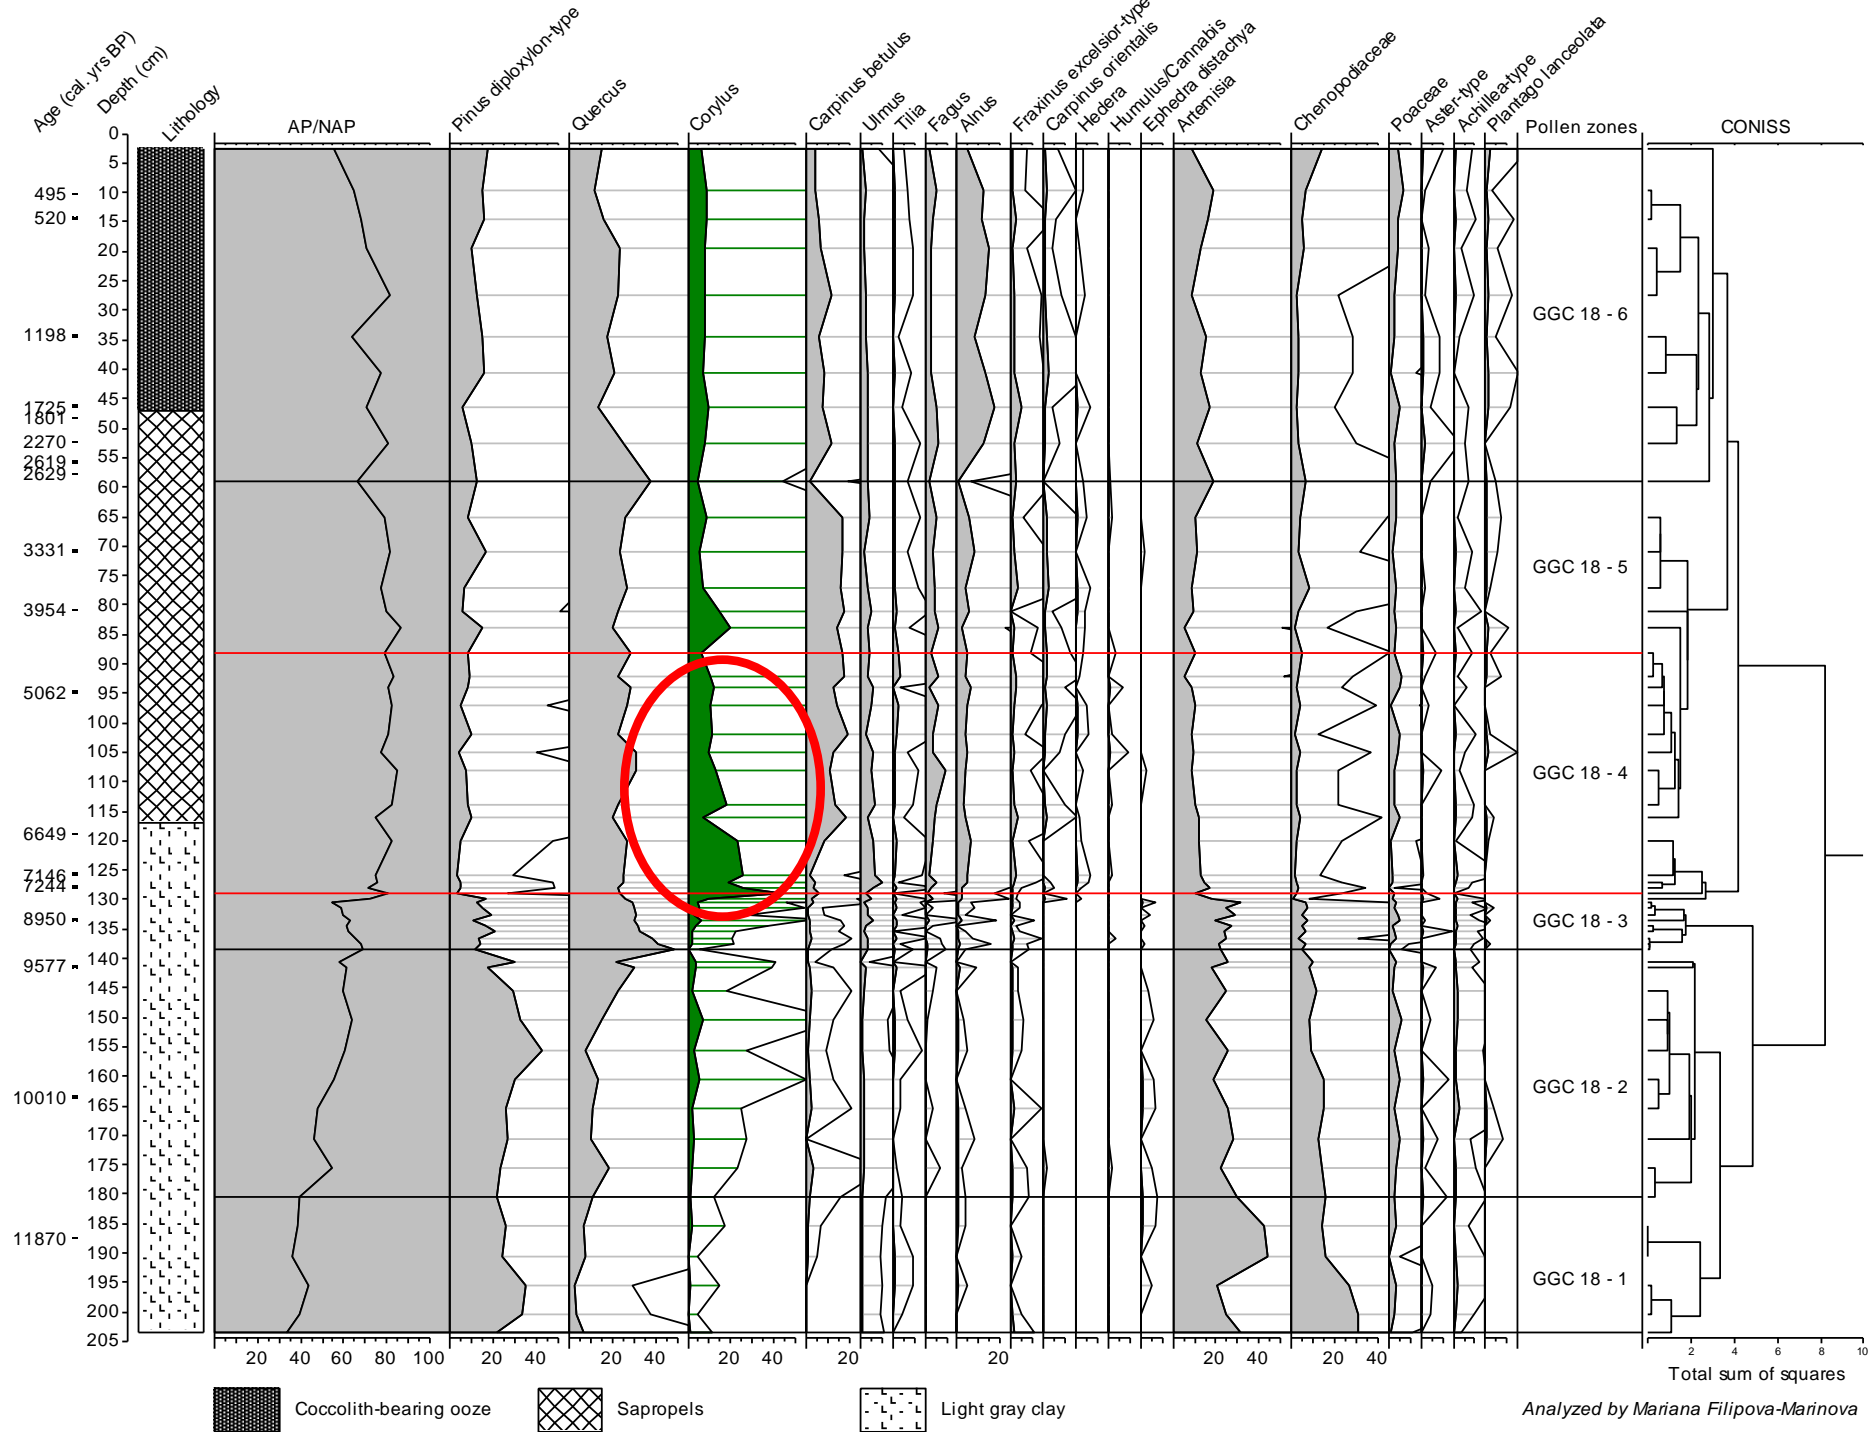 Age (cal. yrs BP)
Depth (cm)
Lithology
AP/NAP
Pinus diploxylon-type
Quercus
Corylus
Carpinus betulus
Ulmus
Tilia
Fagus
Alnus
Fraxinus excelsior-type
Carpinus orientalis
Hedera
Humulus/Cannabis
Ephedra distachya
Artemisia
Chenopodiaceae
Poaceae
Aster-type
Achillea-type
Plantago lanceolata
Pollen zones
CONISS
0
5
495 10
520 15
20
25
30
1198 35
40
1725 45
1801
2270 50
2619 55
2629
60
65
3331 70
75
3954 80
85
90
5062 95
100
105
110
115
6649 120
7146 125
7244
130
8950 135
140
9577
145
150
155
160
10010 165
170
175
180
185
11870 190
195
200
205
GGC 18 - 6
GGC 18 - 5
GGC 18 - 4
GGC 18 - 3
GGC 18 - 2
GGC 18 - 1
20 40 60 80 100 20 40 20 40 20 40 20 20 20 40 20 40 2 4 6 8 10
Total sum of squares
Coccolith-bearing ooze
Sapropels
Light gray clay
Analyzed by Mariana Filipova-Marinova